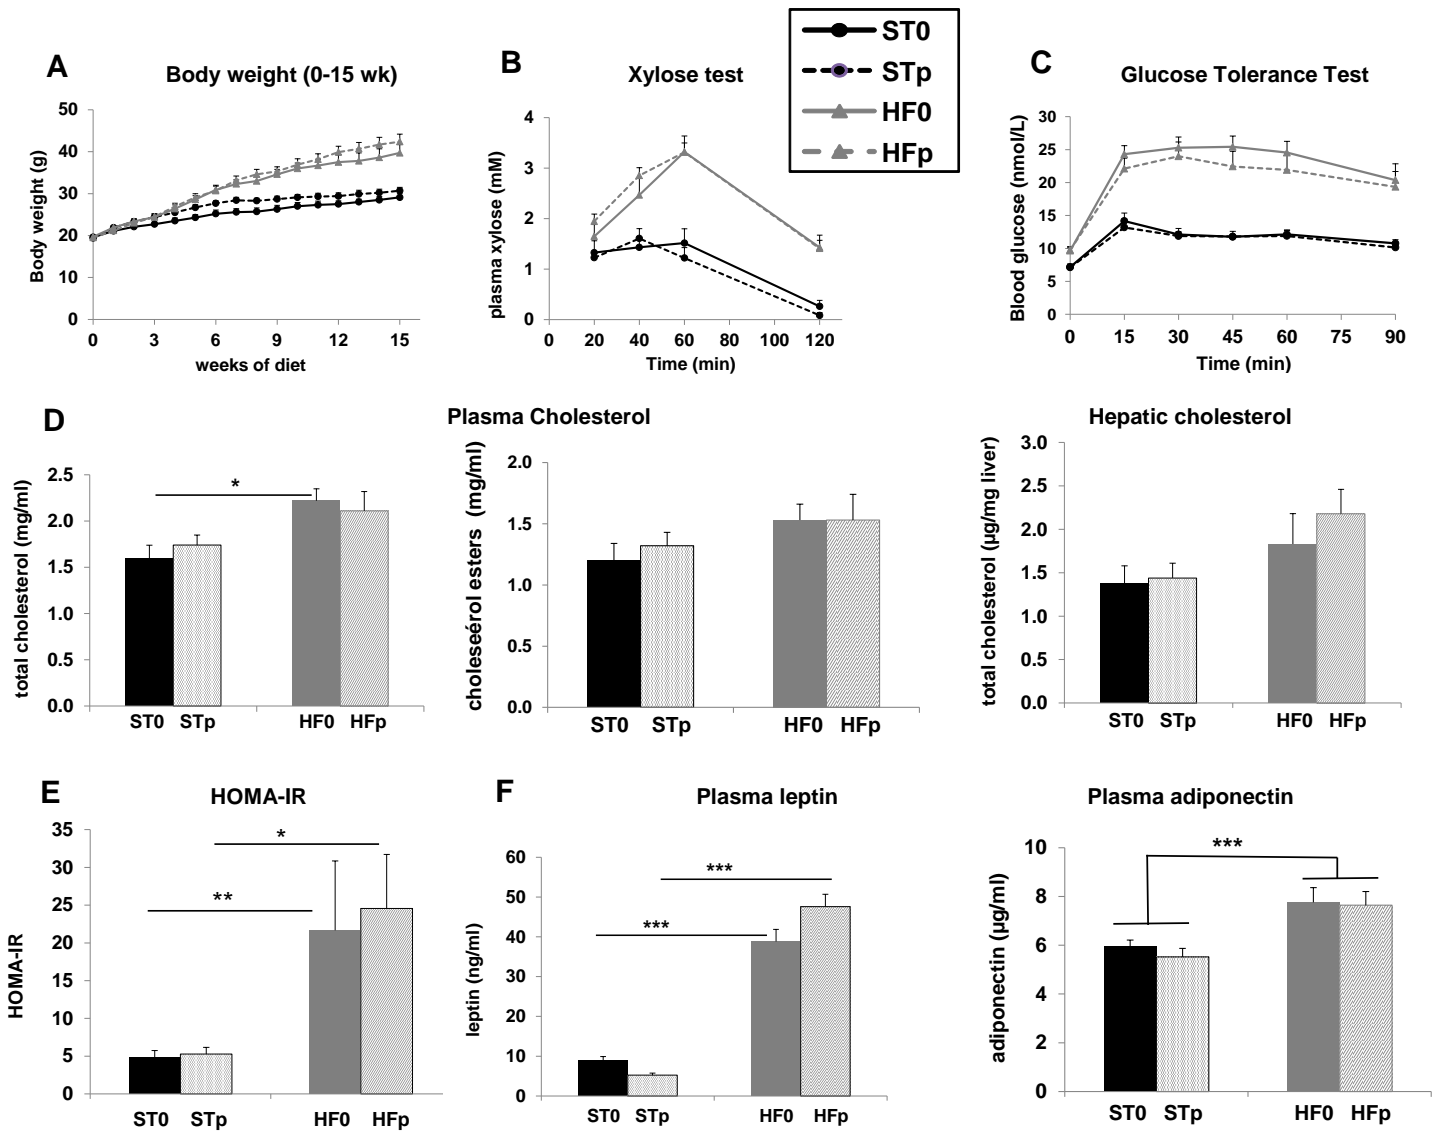 ST0
STp
HF0
HFp
A
Body weight (0-15 wk)
Body weight (g)
50
40
30
20
10
0
0 3 6 9 12 15
weeks of diet
B
Xylose test
plasma xylose (mM)
4
3
2
1
0
0 20 40 60 80 100 120
Time (min)
C
Glucose Tolerance Test
Blood glucose (nmol/L)
30
25
20
15
10
5
0
0 15 30 45 60 75 90
Time (min)
D
Plasma Cholesterol
total cholesterol (mg/ml)
2.5
2.0
1.5
1.0
0.5
0.0
*
ST0 STp HF0 HFp
choleseérol esters (mg/ml)
2.0
1.5
1.0
0.5
0.0
ST0 STp HF0 HFp
Hepatic cholesterol
total cholesterol (µg/mg liver)
3.0
2.5
2.0
1.5
1.0
0.5
0.0
ST0 STp HF0 HFp
E
HOMA-IR
HOMA-IR
35
30
25
20
15
10
5
0
*
**
ST0 STp HF0 HFp
F
Plasma leptin
leptin (ng/ml)
60
50
40
30
20
10
0
***
***
ST0 STp HF0 HFp
Plasma adiponectin
adiponectin (µg/ml)
10
8
6
4
2
0
***
ST0 STp HF0 HFp